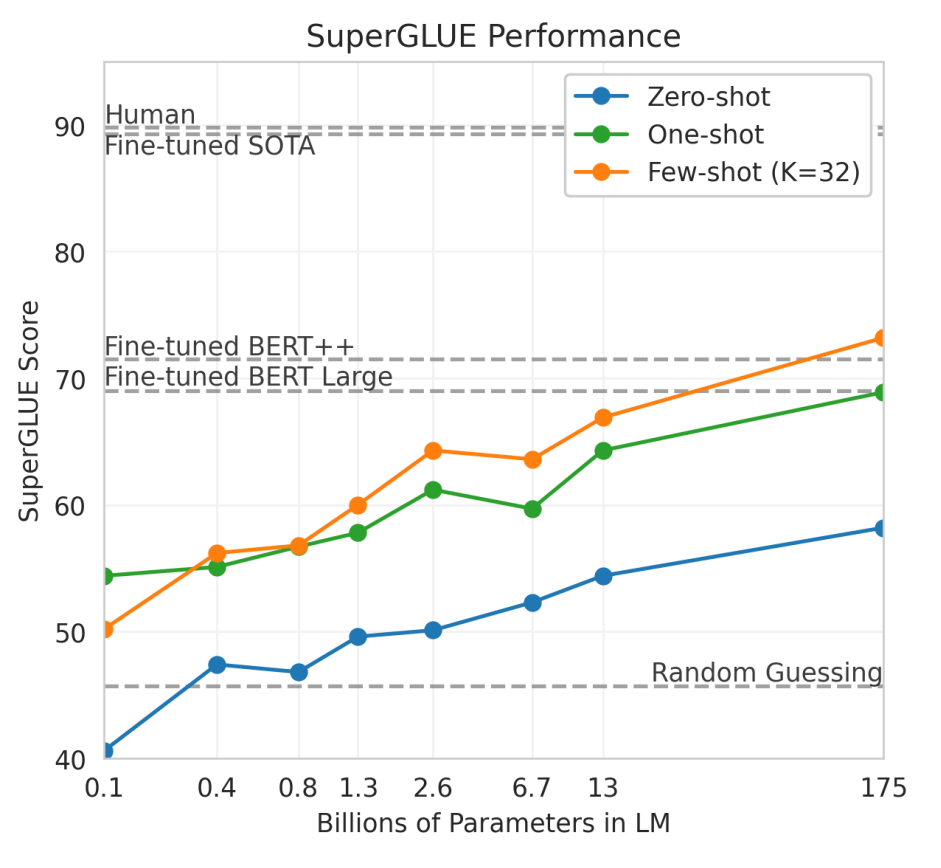 SuperGLUE Performance
Zero-shot
One-shot
Few-shot (K=32)
Human
Fine-tuned SOTA
Fine-tuned BERT++
Fine-tuned BERT Large
Random Guessing
SuperGLUE Score
90
80
70
60
50
40
0.1 0.4 0.8 1.3 2.6 6.7 13 175
Billions of Parameters in LM